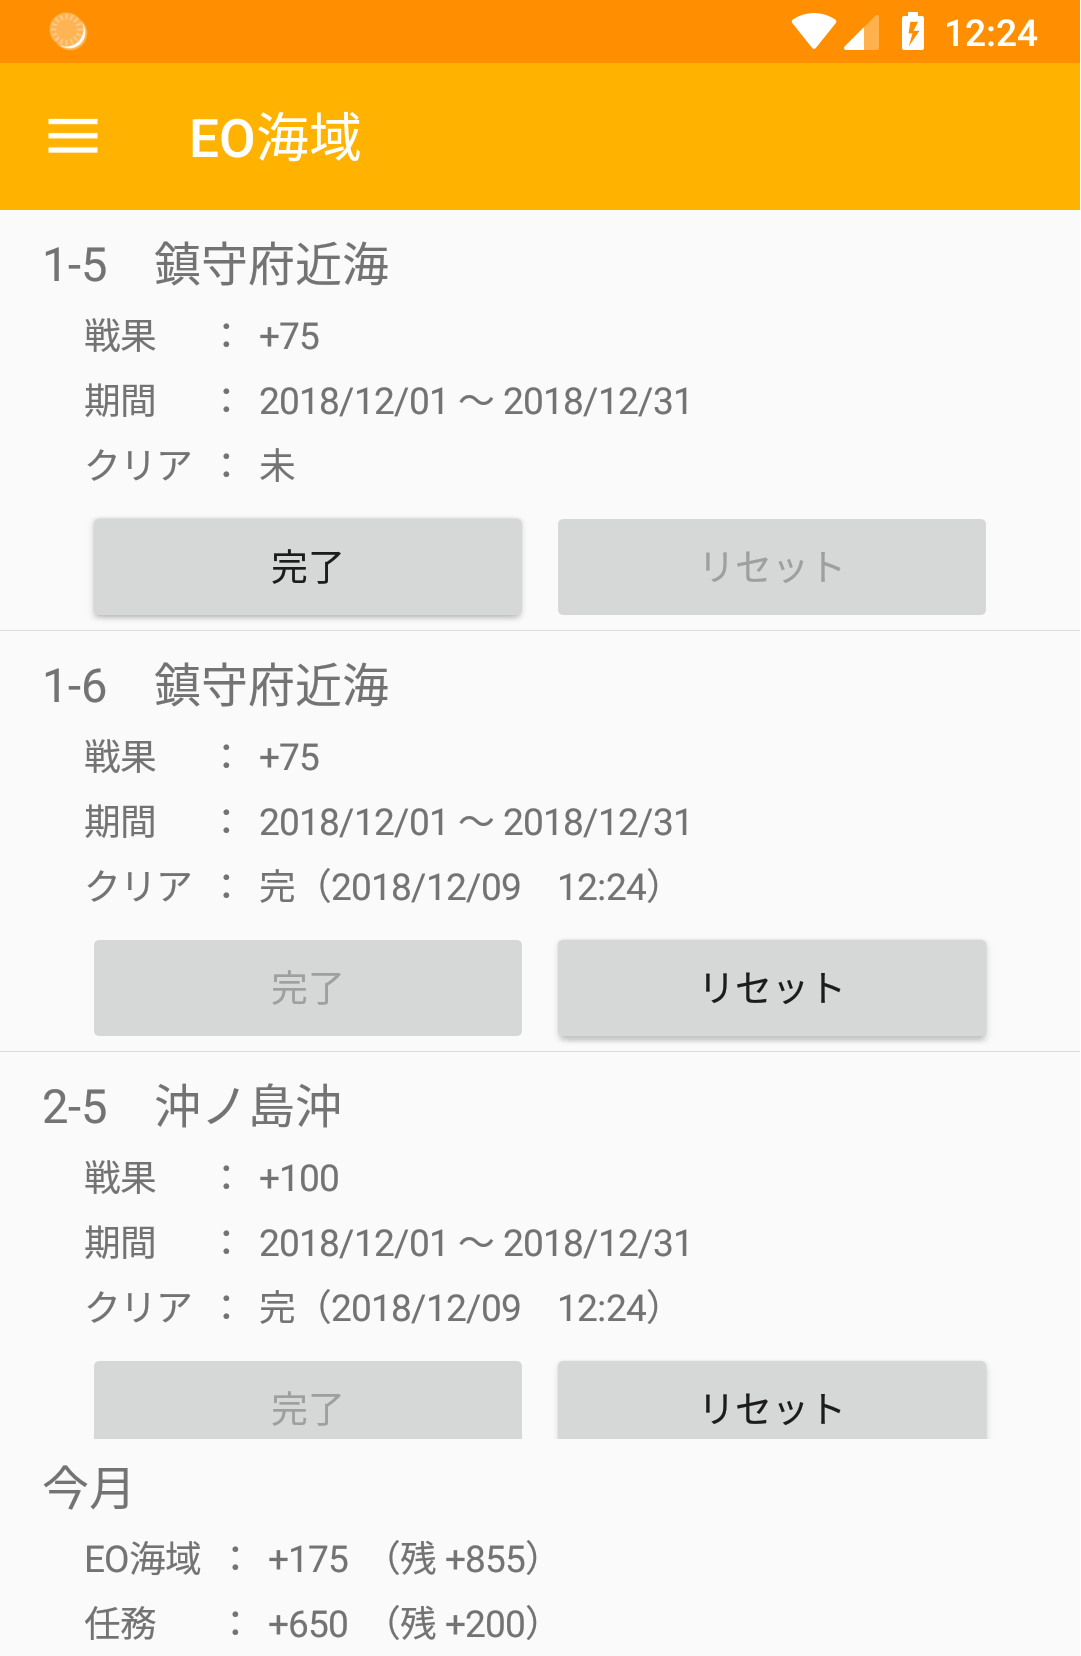 12:24
EO海域
1-5　鎮守府近海
戦果　：　+75
期間　：　2018/12/01 ～ 2018/12/31
クリア　：　未
完了　リセット
1-6　鎮守府近海
戦果　：　+75
期間　：　2018/12/01 ～ 2018/12/31
クリア　：　完（2018/12/09　12:24）
完了　リセット
2-5　沖ノ島沖
戦果　：　+100
期間　：　2018/12/01 ～ 2018/12/31
クリア　：　完（2018/12/09　12:24）
完了　リセット
今月
EO海域　：　+175　（残 +855）
任務　：　+650　（残 +200）